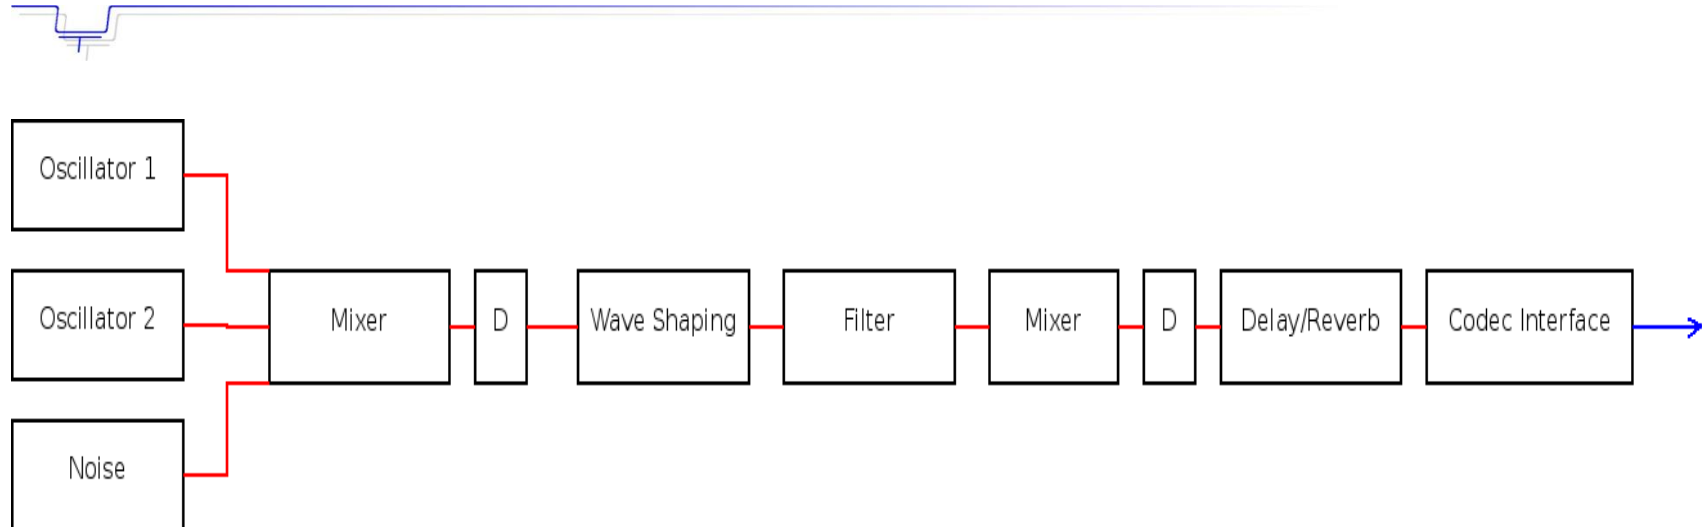 Oscillator 1
Oscillator 2
Noise
Mixer
D
Wave Shaping
Filter
Mixer
D
Delay/Reverb
Codec Interface